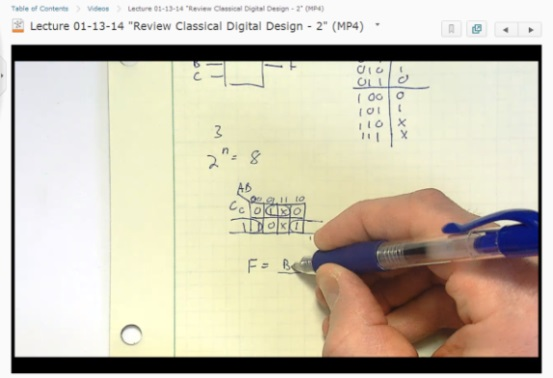 Table of Contents > Videos > Lecture 01-13-14 "Review Classical Digital Design - 2" (MP4)
Lecture 01-13-14 "Review Classical Digital Design - 2" (MP4)
B
C
F
010 1
011 0
100 0
101 1
110 X
111 X
3
2^n = 8
AB
C 00 01 11 10
0 0 1 X 0
1 1 0 X 1
F = B